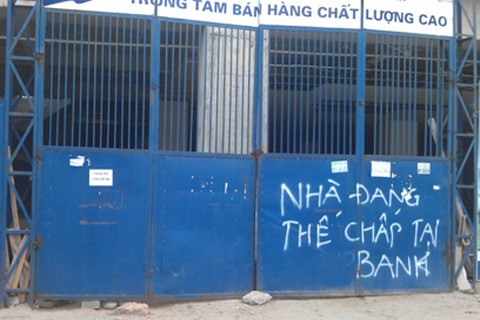 TRUNG TÂM BÁN HÀNG CHẤT LƯỢNG CAO
NHÀ ĐANG
THẾ CHẤP TẠI
BANK